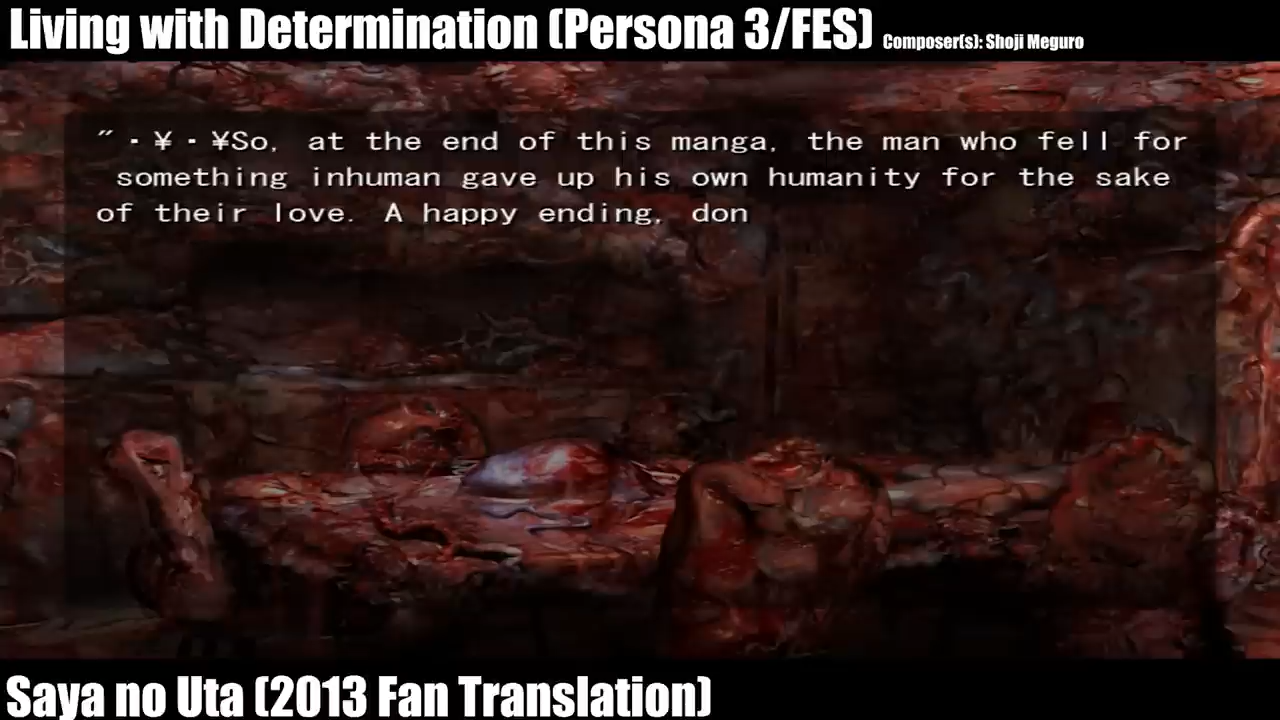 Living with Determination (Persona 3/FES) Composer(s): Shoji Meguro
"・¥・¥So, at the end of this manga, the man who fell for
something inhuman gave up his own humanity for the sake
of their love. A happy ending, don
Saya no Uta (2013 Fan Translation)